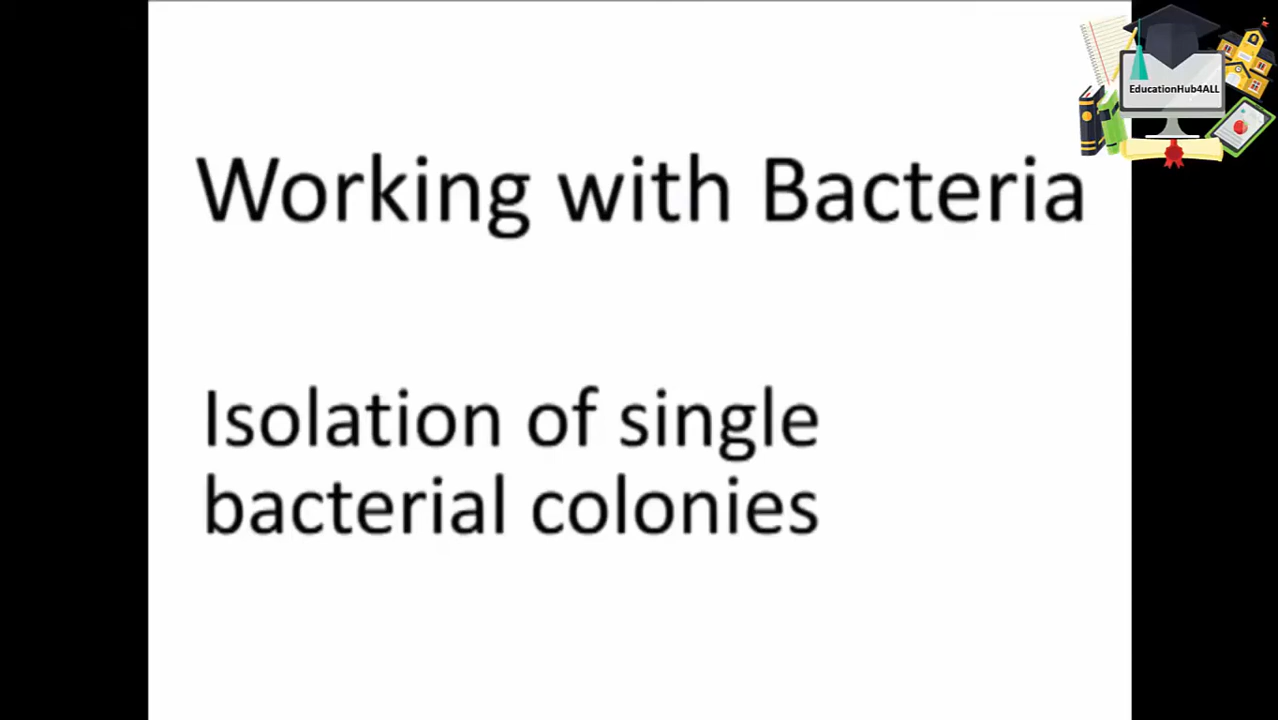 EducationHub4ALL
Working with Bacteria
Isolation of single
bacterial colonies